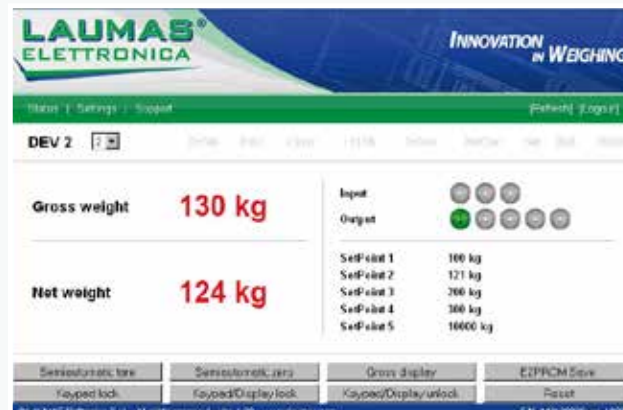 LAUMAS®
ELETTRONICA
INNOVATION
IN WEIGHING
Status | Settings | Support
[Refresh] [Logout]
DEV 2 2
Gross weight 130 kg
Input
Output
Net weight 124 kg
SetPoint 1 100 kg
SetPoint 2 121 kg
SetPoint 3 200 kg
SetPoint 4 300 kg
SetPoint 5 10000 kg
Semiautomatic tare Semiautomatic zero Gross display E2PROM Save
Keypad lock Keypad/Display lock Keypad/Display unlock Reset